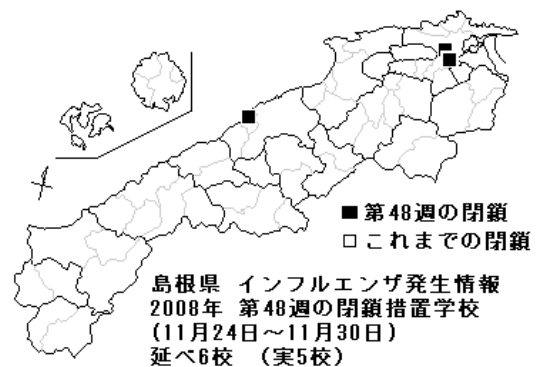 ■第48週の閉鎖
□これまでの閉鎖
島根県 インフルエンザ発生情報
2008年 第48週の閉鎖措置学校
(11月24日～11月30日)
延べ6校 (実5校)